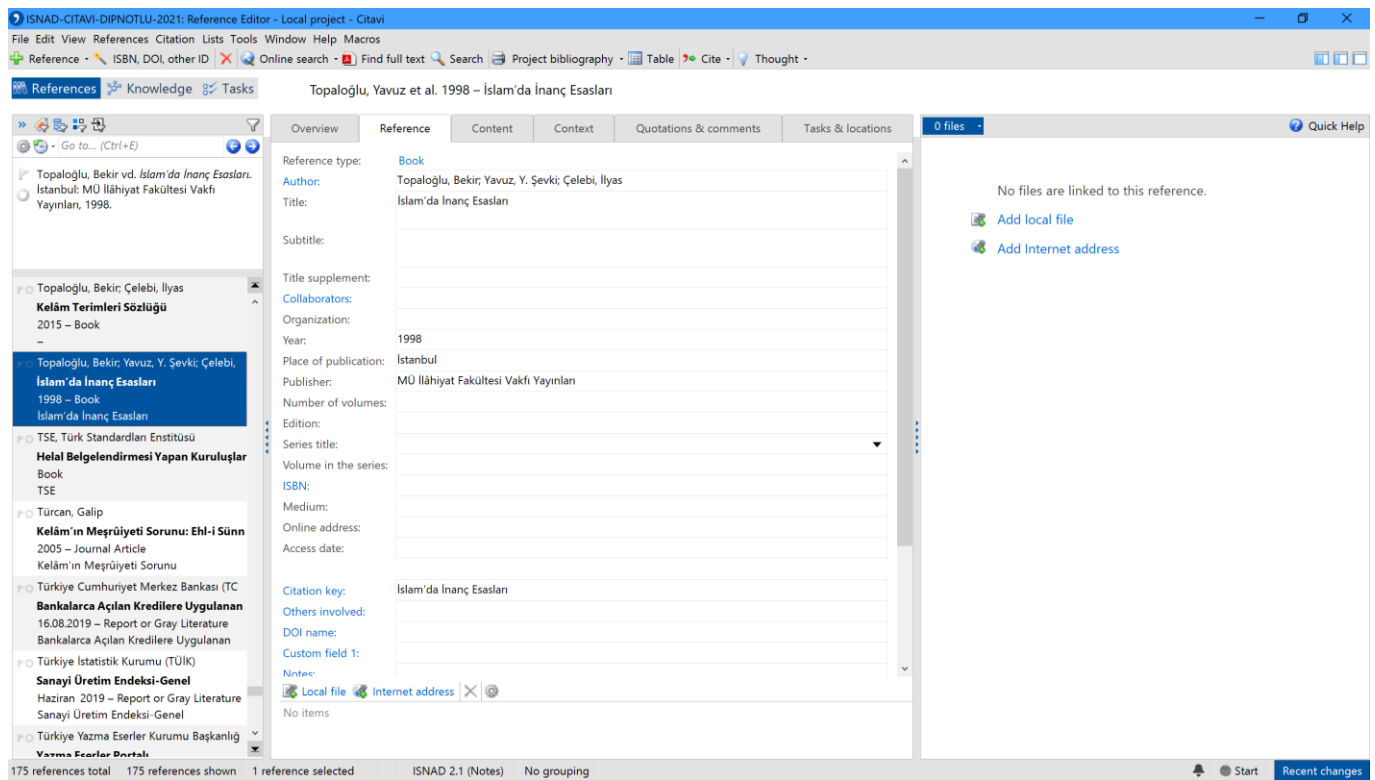 ISNAD-CITAVI-DIPNOTLU-2021: Reference Editor - Local project - Citavi
File Edit View References Citation Lists Tools Window Help Macros
Reference ISBN, DOI, other ID Online search Find full text Search Project bibliography Table Cite Thought
References Knowledge Tasks
Topaloğlu, Yavuz et al. 1998 – İslam’da İnanç Esasları
Go to... (Ctrl+E)
Topaloğlu, Bekir vd. İslam’da İnanç Esasları.
İstanbul: MÜ İlâhiyat Fakültesi Vakfı
Yayınları, 1998.
Topaloğlu, Bekir; Çelebi, İlyas
Kelâm Terimleri Sözlüğü
2015 – Book
–
Topaloğlu, Bekir; Yavuz, Y. Şevki; Çelebi,
İslam’da İnanç Esasları
1998 – Book
İslam’da İnanç Esasları
TSE, Türk Standardları Enstitüsü
Helal Belgelendirmesi Yapan Kuruluşlar
Book
TSE
Türcan, Galip
Kelâm’ın Meşrûiyeti Sorunu: Ehl-i Sünn
2005 – Journal Article
Kelâm’ın Meşrûiyeti Sorunu
Türkiye Cumhuriyet Merkez Bankası (TC
Bankalarca Açılan Kredilere Uygulanan
16.08.2019 – Report or Gray Literature
Bankalarca Açılan Kredilere Uygulanan
Türkiye İstatistik Kurumu (TÜİK)
Sanayi Üretim Endeksi-Genel
Haziran 2019 – Report or Gray Literature
Sanayi Üretim Endeksi-Genel
Türkiye Yazma Eserler Kurumu Başkanlığ
Yazma Eserler Portalı
Overview Reference Content Context Quotations & comments Tasks & locations
Reference type: Book
Author: Topaloğlu, Bekir; Yavuz, Y. Şevki; Çelebi, İlyas
Title: İslam’da İnanç Esasları
Subtitle:
Title supplement:
Collaborators:
Organization:
Year: 1998
Place of publication: İstanbul
Publisher: MÜ İlâhiyat Fakültesi Vakfı Yayınları
Number of volumes:
Edition:
Series title:
Volume in the series:
ISBN:
Medium:
Online address:
Access date:
Citation key: İslam’da İnanç Esasları
Others involved:
DOI name:
Custom field 1:
Notes:
Local file Internet address
No items
0 files
Quick Help
No files are linked to this reference.
Add local file
Add Internet address
175 references total 175 references shown 1 reference selected ISNAD 2.1 (Notes) No grouping Start Recent changes